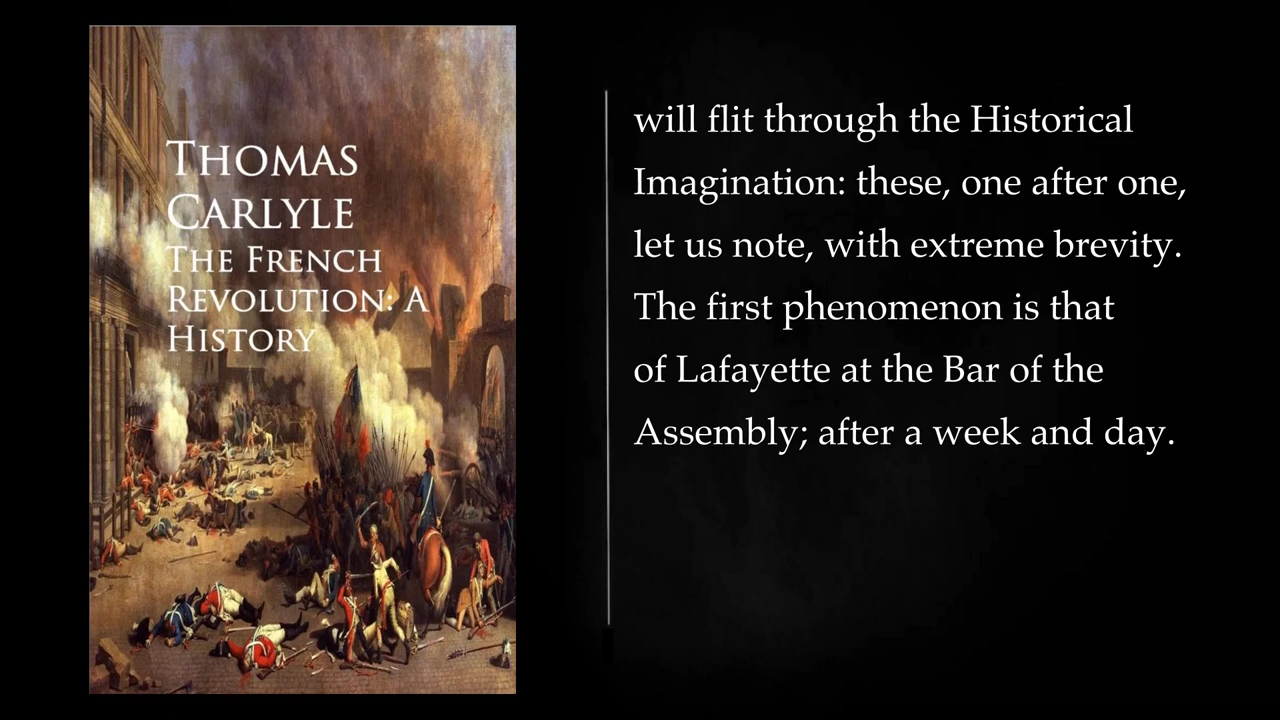 THOMAS
CARLYLE
THE FRENCH
REVOLUTION: A
HISTORY
will flit through the Historical
Imagination: these, one after one,
let us note, with extreme brevity.
The first phenomenon is that
of Lafayette at the Bar of the
Assembly; after a week and day.